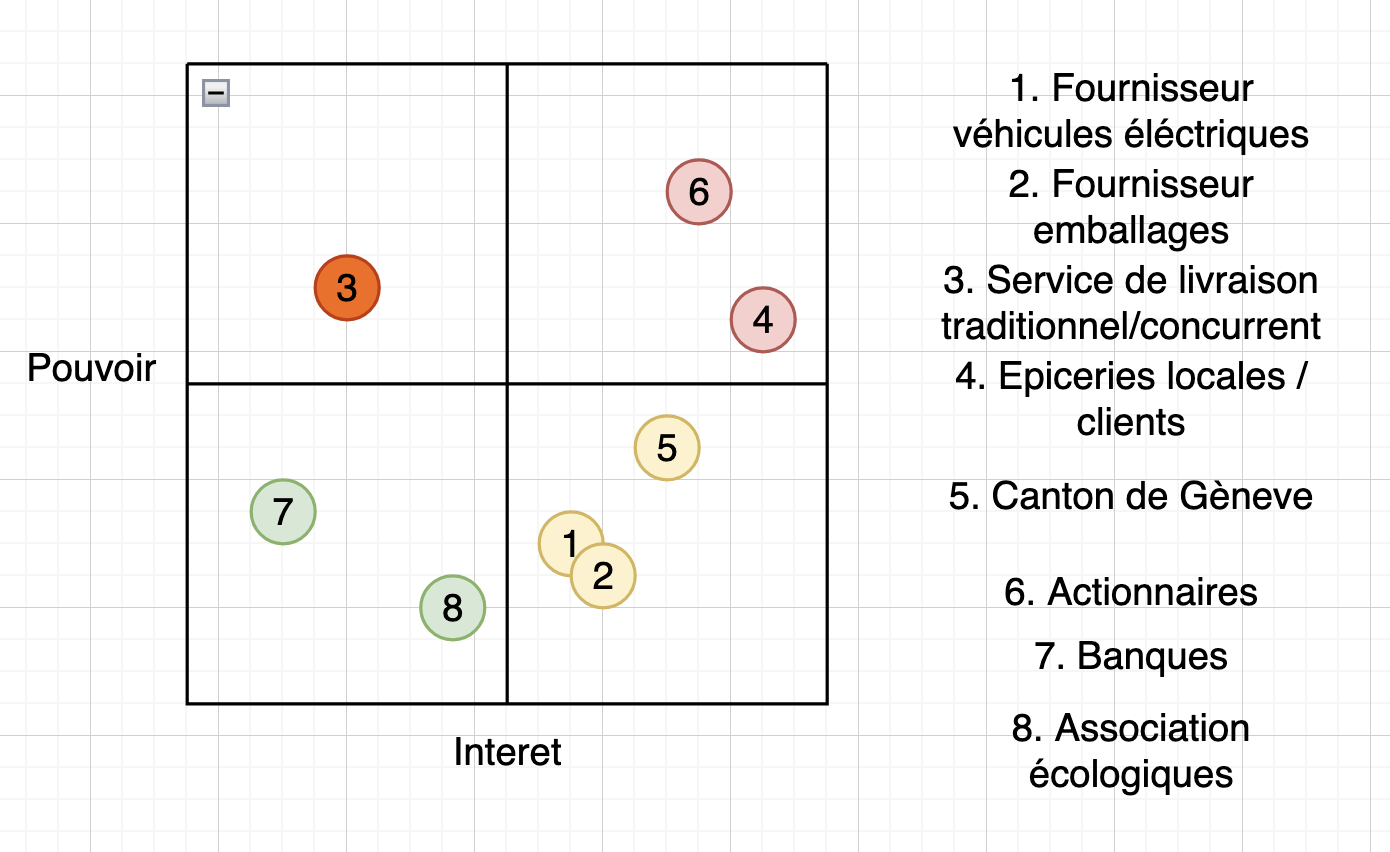 1. Fournisseur
véhicules éléctriques
2. Fournisseur
emballages
3. Service de livraison
traditionnel/concurrent
4. Epiceries locales /
clients
5. Canton de Gèneve
6. Actionnaires
7. Banques
8. Association
écologiques
Pouvoir
Interet
6
3
4
5
7
1
2
8